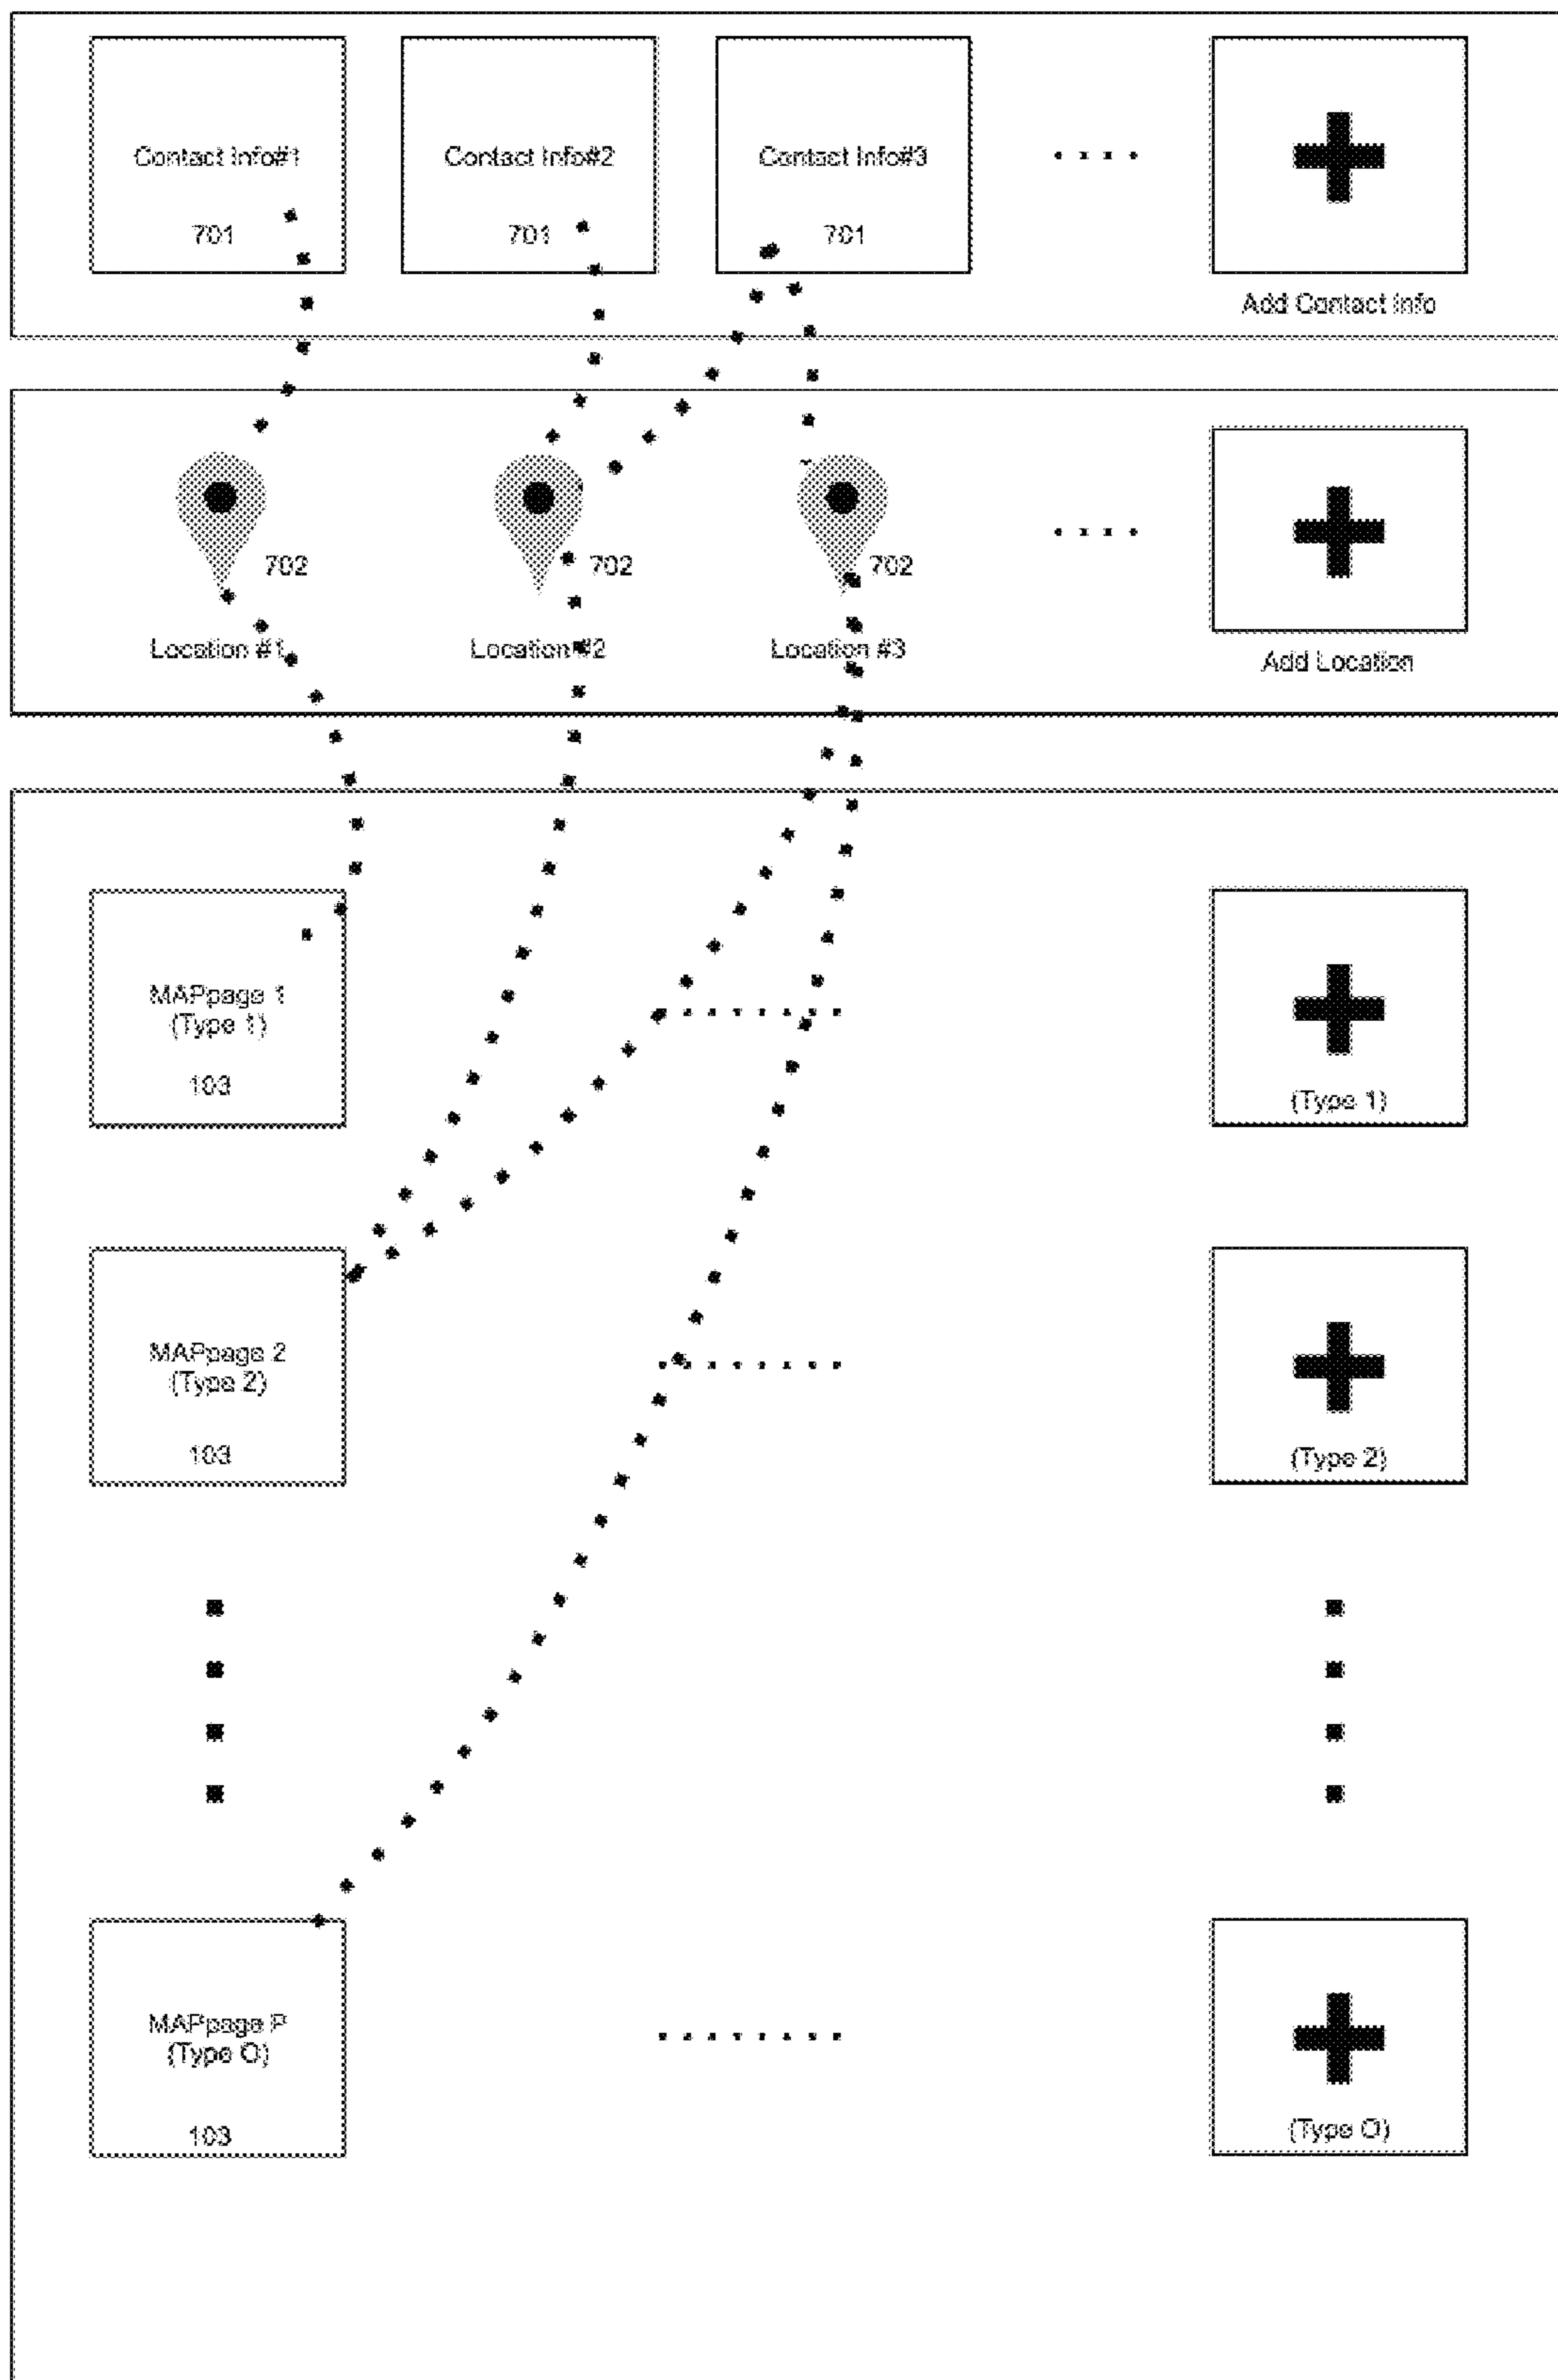 Contact Info#1
Contact Info#2
Contact Info#3
701
701
701
Add Contact Info
702
702
702
Location #1
Location #2
Location #3
Add Location
MAPpage 1
(Type 1)
103
(Type 1)
MAPpage 2
(Type 2)
103
(Type 2)
MAPpage P
(Type O)
103
(Type O)